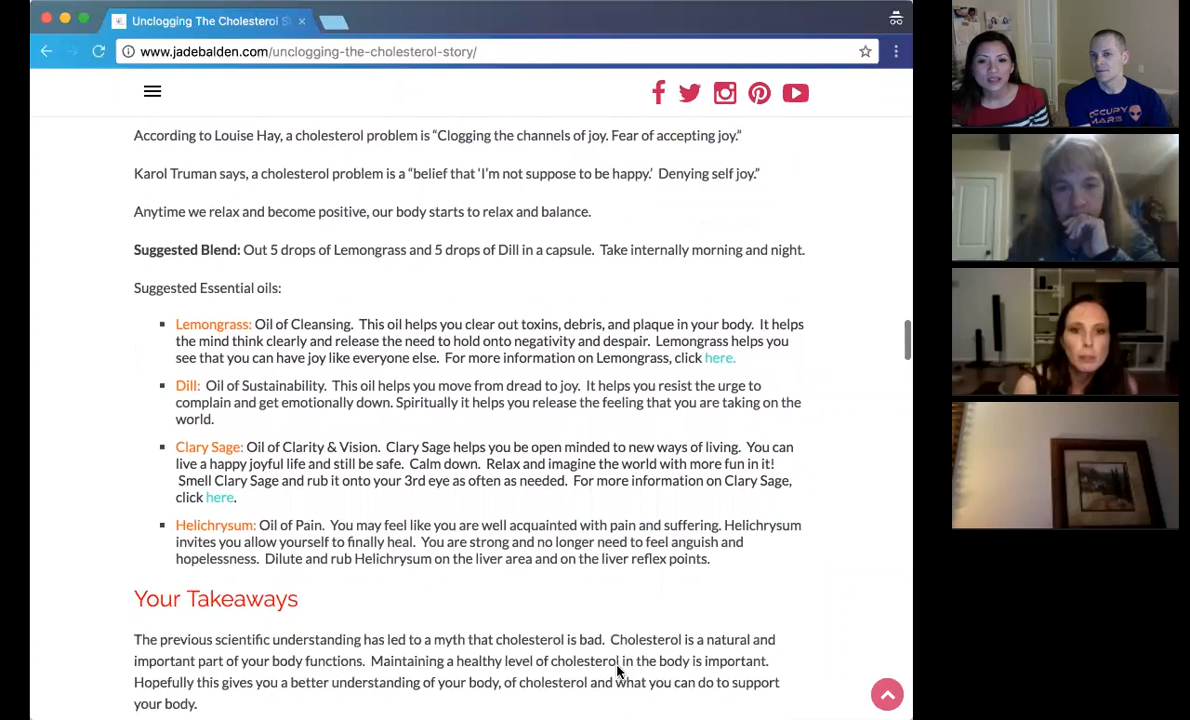 Unclogging The Cholesterol S
www.jadebalden.com/unclogging-the-cholesterol-story/
According to Louise Hay, a cholesterol problem is “Clogging the channels of joy. Fear of accepting joy.”
Karol Truman says, a cholesterol problem is a “belief that ‘I’m not suppose to be happy.’ Denying self joy.”
Anytime we relax and become positive, our body starts to relax and balance.
Suggested Blend: Out 5 drops of Lemongrass and 5 drops of Dill in a capsule. Take internally morning and night.
Suggested Essential oils:
Lemongrass: Oil of Cleansing. This oil helps you clear out toxins, debris, and plaque in your body. It helps
the mind think clearly and release the need to hold onto negativity and despair. Lemongrass helps you
see that you can have joy like everyone else. For more information on Lemongrass, click here.
Dill: Oil of Sustainability. This oil helps you move from dread to joy. It helps you resist the urge to
complain and get emotionally down. Spiritually it helps you release the feeling that you are taking on the
world.
Clary Sage: Oil of Clarity & Vision. Clary Sage helps you be open minded to new ways of living. You can
live a happy joyful life and still be safe. Calm down. Relax and imagine the world with more fun in it!
Smell Clary Sage and rub it onto your 3rd eye as often as needed. For more information on Clary Sage,
click here.
Helichrysum: Oil of Pain. You may feel like you are well acquainted with pain and suffering. Helichrysum
invites you allow yourself to finally heal. You are strong and no longer need to feel anguish and
hopelessness. Dilute and rub Helichrysum on the liver area and on the liver reflex points.
Your Takeaways
The previous scientific understanding has led to a myth that cholesterol is bad. Cholesterol is a natural and
important part of your body functions. Maintaining a healthy level of cholesterol in the body is important.
Hopefully this gives you a better understanding of your body, of cholesterol and what you can do to support
your body.
OCCUPY
MARS